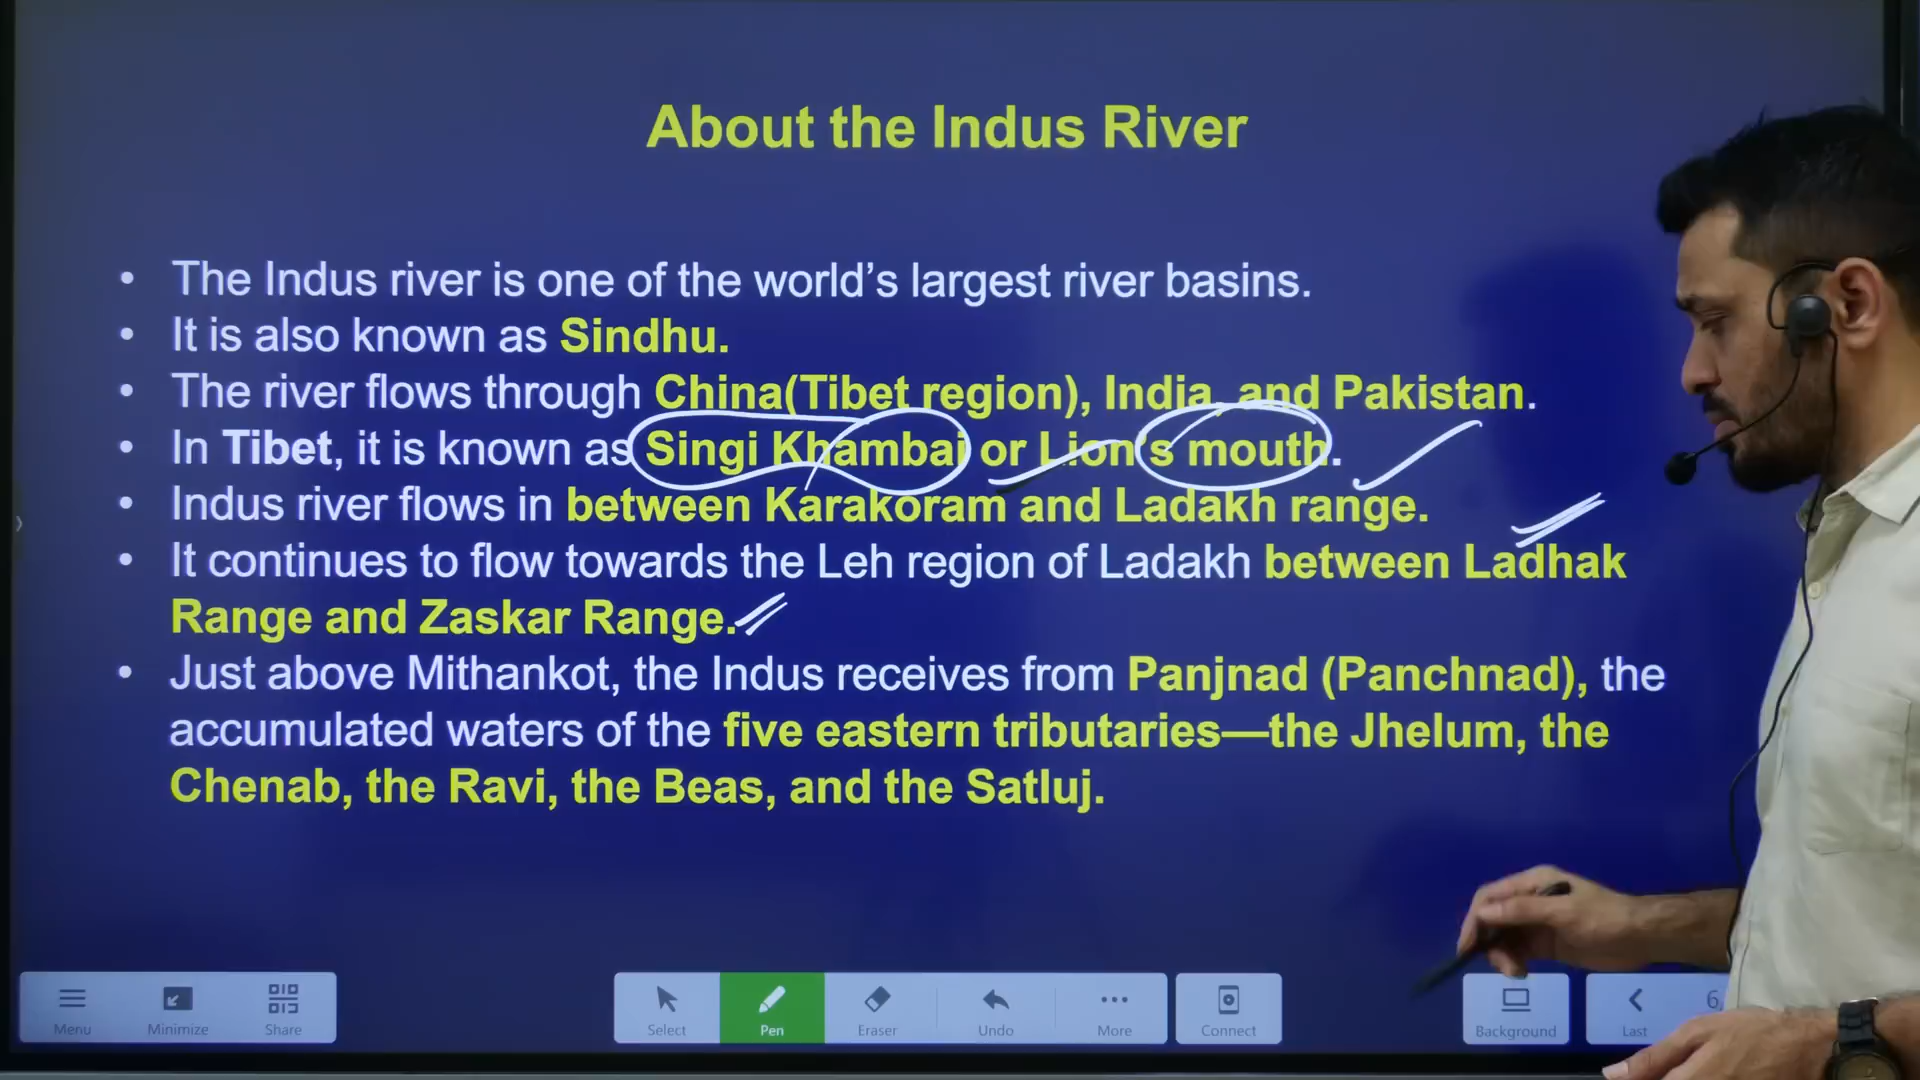 About the Indus River
• The Indus river is one of the world's largest river basins.
• It is also known as Sindhu.
• The river flows through China(Tibet region), India, and Pakistan.
• In Tibet, it is known as Singi Khambai or Lion's mouth.
• Indus river flows in between Karakoram and Ladakh range.
• It continues to flow towards the Leh region of Ladakh between Ladhak
Range and Zaskar Range.
• Just above Mithankot, the Indus receives from Panjnad (Panchnad), the
accumulated waters of the five eastern tributaries—the Jhelum, the
Chenab, the Ravi, the Beas, and the Satluj.
Menu Minimize Share Select Pen Eraser Undo More Connect Background Last